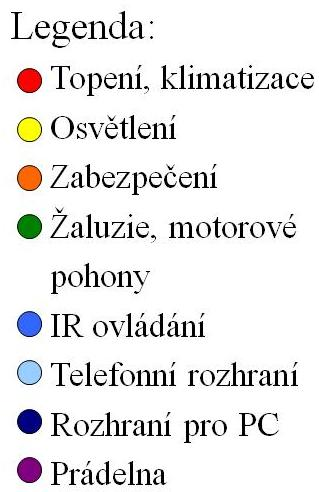 Legenda:
Topení, klimatizace
Osvětlení
Zabezpečení
Žaluzie, motorové
pohony
IR ovládání
Telefonní rozhraní
Rozhraní pro PC
Prádelna